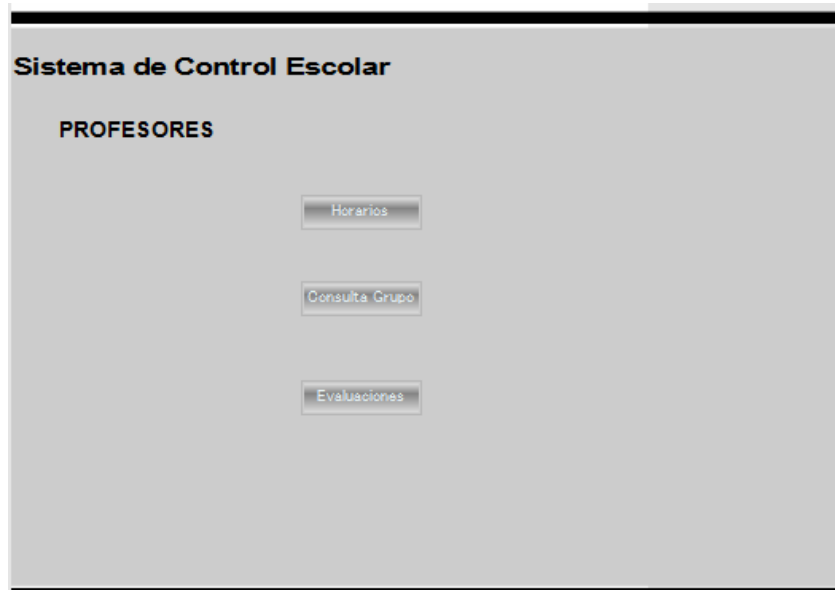 Sistema de Control Escolar
PROFESORES
Horarios
Consulta Grupo
Evaluaciones